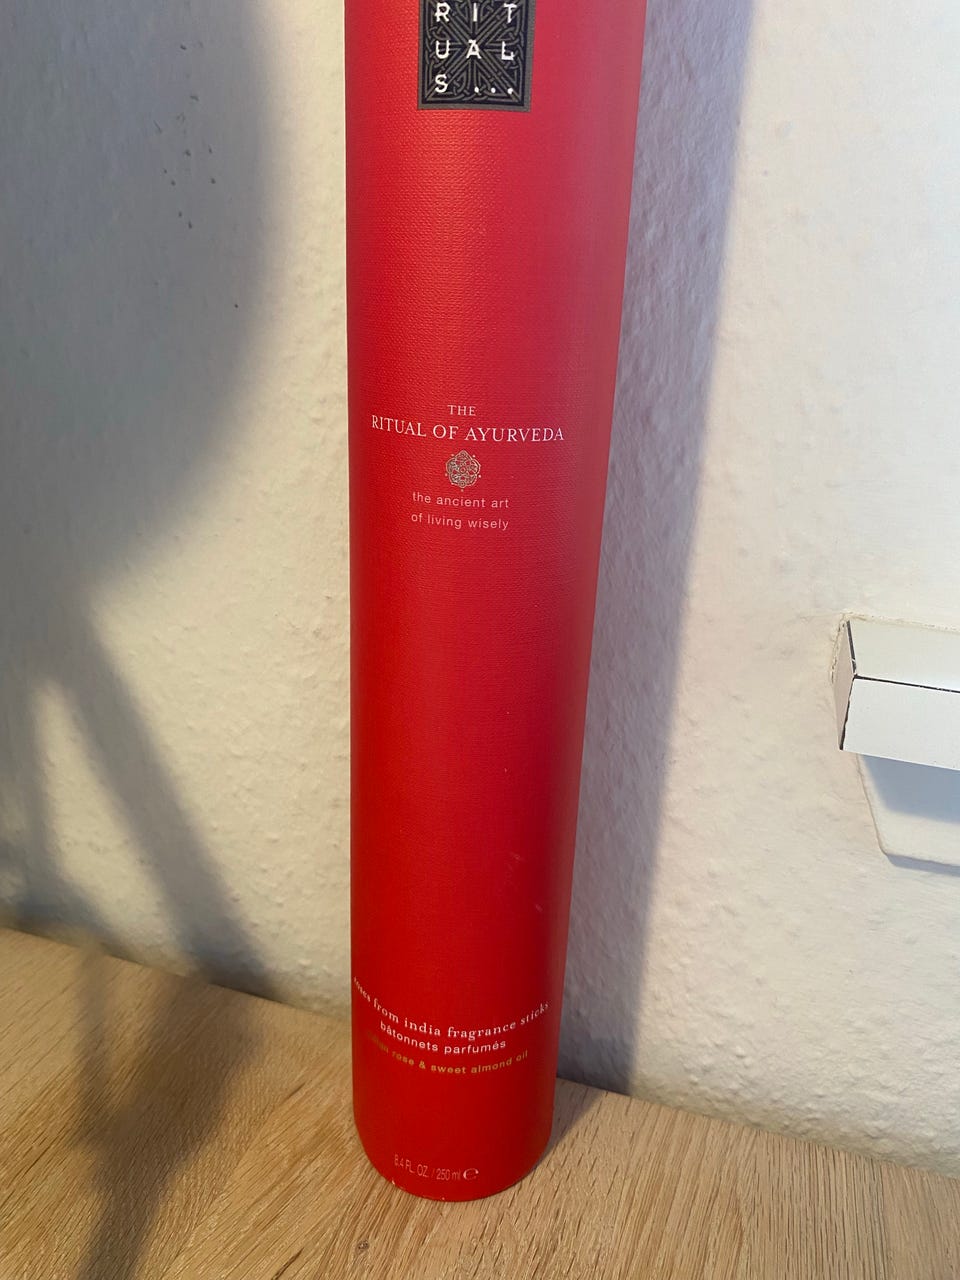 RIT
UAL
S...
THE
RITUAL OF AYURVEDA
the ancient art
of living wisely
from india fragrance sticks
bâtonnets parfumés
rose & sweet almond oil
8.4 FL. OZ. / 250 ml ℮